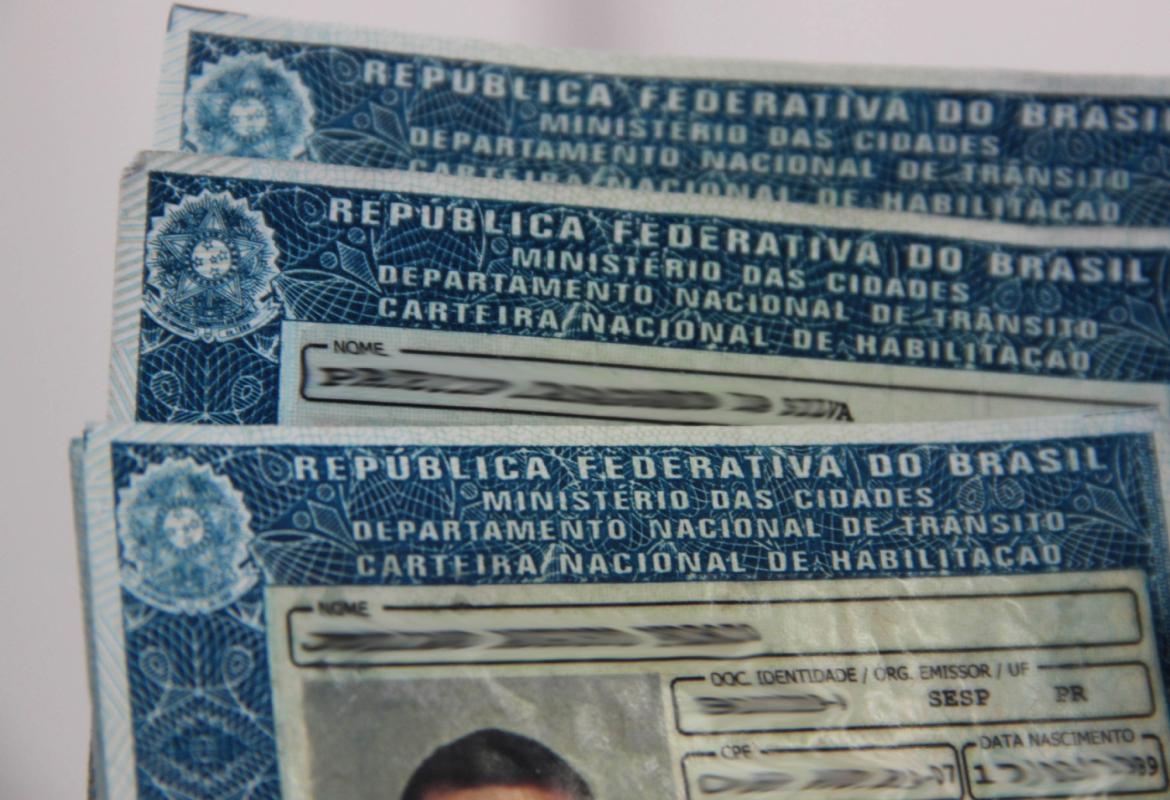 REPÚBLICA FEDERATIVA DO BRASIL
MINISTÉRIO DAS CIDADES
DEPARTAMENTO NACIONAL DE TRÂNSITO
CARTEIRA NACIONAL DE HABILITAÇÃO
REPÚBLICA FEDERATIVA DO BRASIL
MINISTÉRIO DAS CIDADES
DEPARTAMENTO NACIONAL DE TRÂNSITO
CARTEIRA NACIONAL DE HABILITAÇÃO
NOME
REPÚBLICA FEDERATIVA DO BRASIL
MINISTÉRIO DAS CIDADES
DEPARTAMENTO NACIONAL DE TRÂNSITO
CARTEIRA NACIONAL DE HABILITAÇÃO
NOME
DOC. IDENTIDADE / ORG. EMISSOR / UF
SESP PR
CPF DATA NASCIMENTO